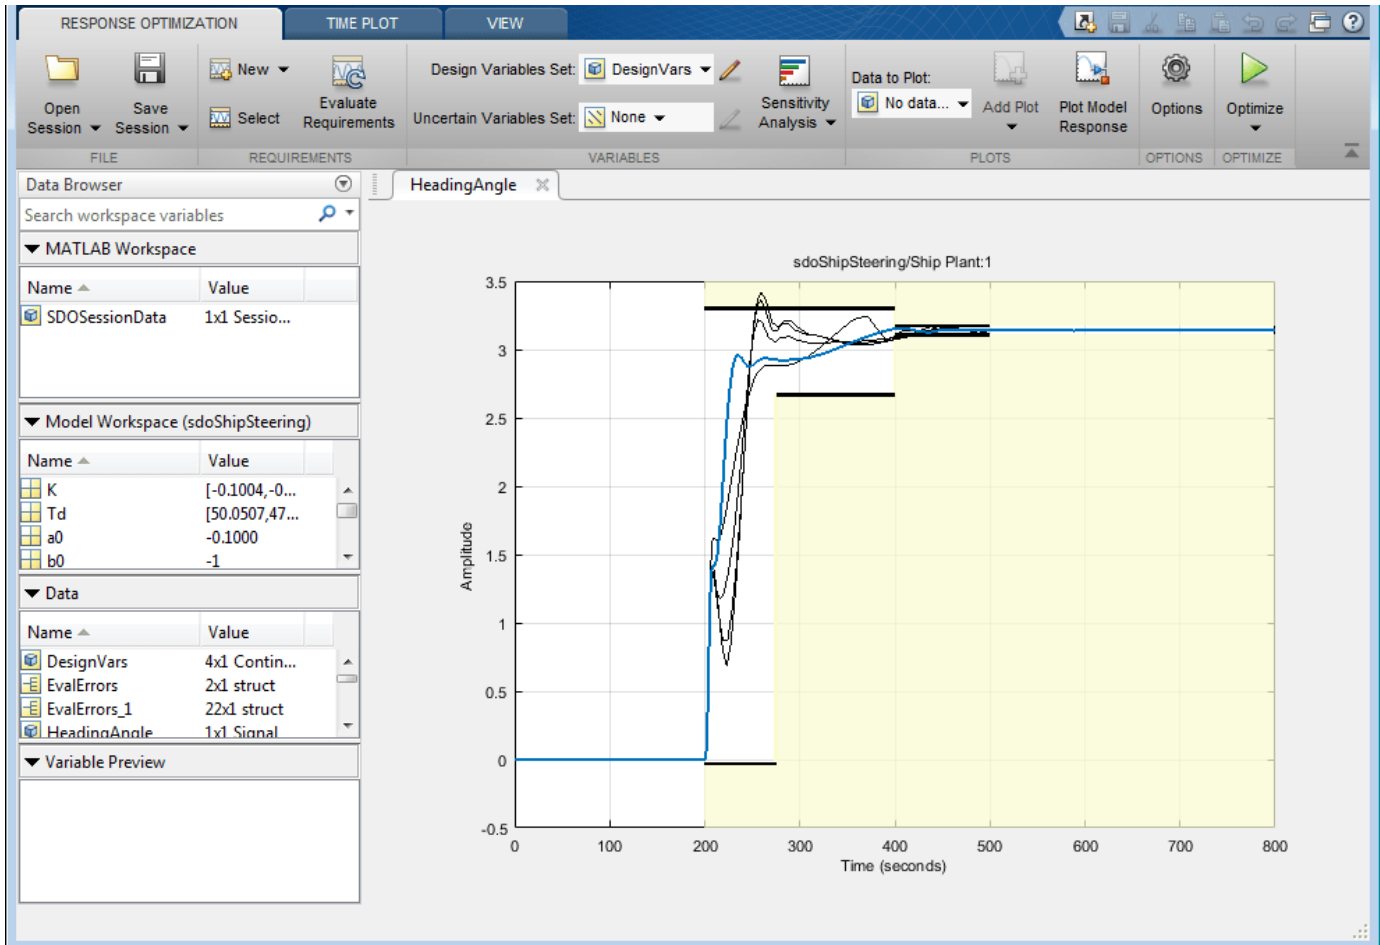 RESPONSE OPTIMIZATION TIME PLOT VIEW
Open Session
Save Session
New
Select
Evaluate Requirements
Design Variables Set: DesignVars
Uncertain Variables Set: None
Sensitivity Analysis
Data to Plot:
No data...
Add Plot
Plot Model Response
Options
Optimize
FILE REQUIREMENTS VARIABLES PLOTS OPTIONS OPTIMIZE
Data Browser
Search workspace variables
MATLAB Workspace
Name Value
SDOSessionData 1x1 Sessio...
Model Workspace (sdoShipSteering)
Name Value
K [-0.1004,-0...
Td [50.0507,47...
a0 -0.1000
b0 -1
Data
Name Value
DesignVars 4x1 Contin...
EvalErrors 2x1 struct
EvalErrors_1 22x1 struct
HeadingAngle 1x1 Signal
Variable Preview
HeadingAngle
sdoShipSteering/Ship Plant:1
3.5
3
2.5
2
1.5
1
0.5
0
-0.5
Amplitude
0 100 200 300 400 500 600 700 800
Time (seconds)